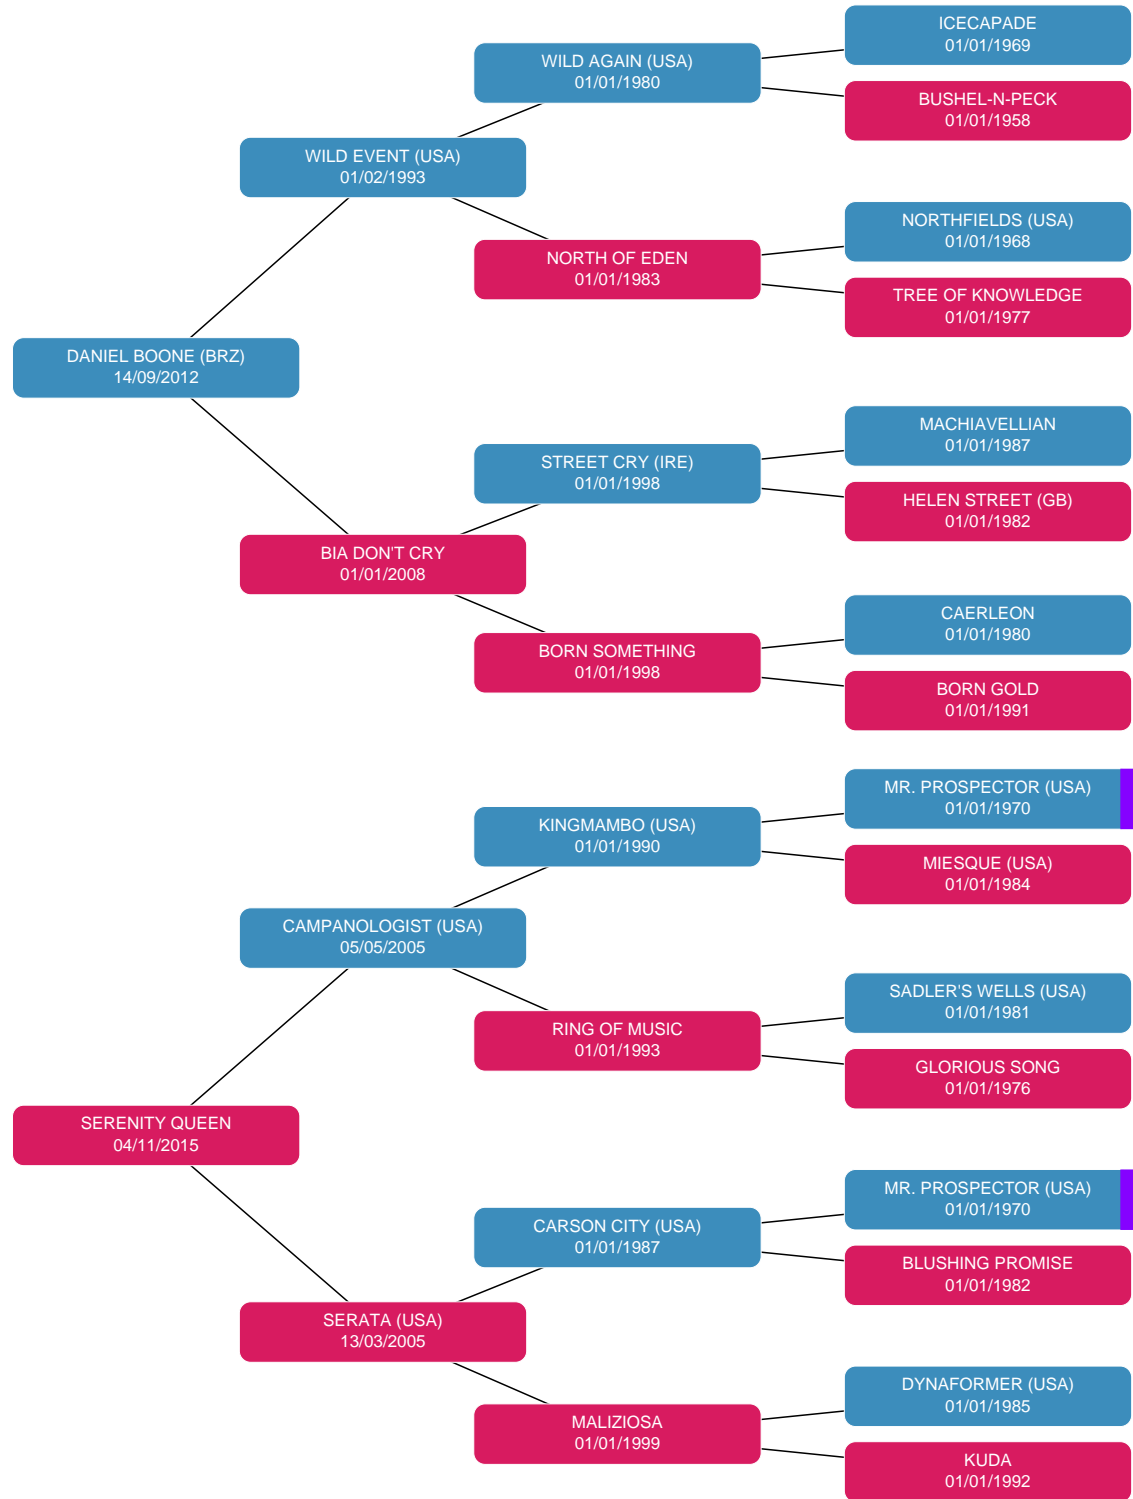 ICECAPADE
01/01/1969
WILD AGAIN (USA)
01/01/1980
BUSHEL-N-PECK
01/01/1958
WILD EVENT (USA)
01/02/1993
NORTHFIELDS (USA)
01/01/1968
NORTH OF EDEN
01/01/1983
TREE OF KNOWLEDGE
01/01/1977
DANIEL BOONE (BRZ)
14/09/2012
MACHIAVELLIAN
01/01/1987
STREET CRY (IRE)
01/01/1998
HELEN STREET (GB)
01/01/1982
BIA DON'T CRY
01/01/2008
CAERLEON
01/01/1980
BORN SOMETHING
01/01/1998
BORN GOLD
01/01/1991
MR. PROSPECTOR (USA)
01/01/1970
KINGMAMBO (USA)
01/01/1990
MIESQUE (USA)
01/01/1984
CAMPANOLOGIST (USA)
05/05/2005
SADLER'S WELLS (USA)
01/01/1981
RING OF MUSIC
01/01/1993
GLORIOUS SONG
01/01/1976
SERENITY QUEEN
04/11/2015
MR. PROSPECTOR (USA)
01/01/1970
CARSON CITY (USA)
01/01/1987
BLUSHING PROMISE
01/01/1982
SERATA (USA)
13/03/2005
DYNAFORMER (USA)
01/01/1985
MALIZIOSA
01/01/1999
KUDA
01/01/1992